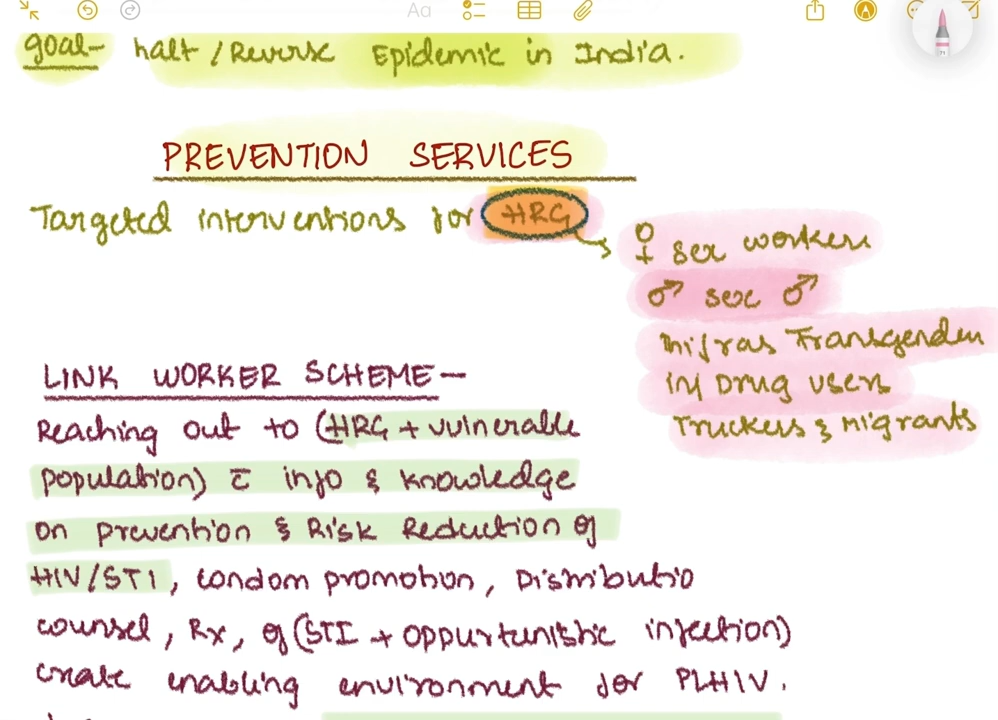 Aa
goal- halt / Reverse Epidemic in India.
PREVENTION SERVICES
Targeted interventions for HRG
♀ sex workers
♂ sex ♂
Hijras Transgender
inj Drug users
Truckers & Migrants
LINK WORKER SCHEME-
Reaching out to (HRG + vulnerable
population) c̄ info & knowledge
on prevention & Risk Reduction of
HIV/STI, condom promotion, Distributio
counsel, Rx, of (STI + oppurtunistic infection)
create enabling environment for PLHIV.